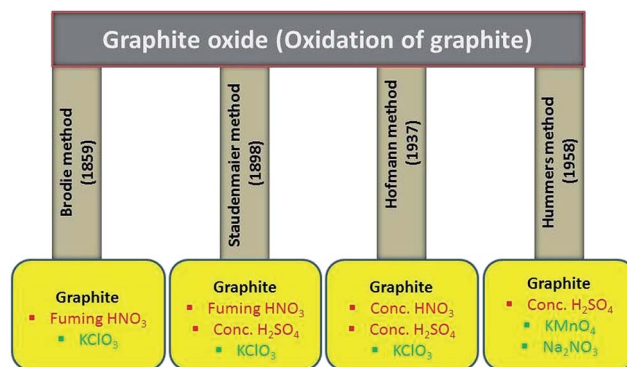 Graphite oxide (Oxidation of graphite)
Brodie method
(1859)
Staudenmaier method
(1898)
Hofmann method
(1937)
Hummers method
(1958)
Graphite
▪ Fuming HNO₃
▪ KClO₃
Graphite
▪ Fuming HNO₃
▪ Conc. H₂SO₄
▪ KClO₃
Graphite
▪ Conc. HNO₃
▪ Conc. H₂SO₄
▪ KClO₃
Graphite
▪ Conc. H₂SO₄
▪ KMnO₄
▪ Na₂NO₃